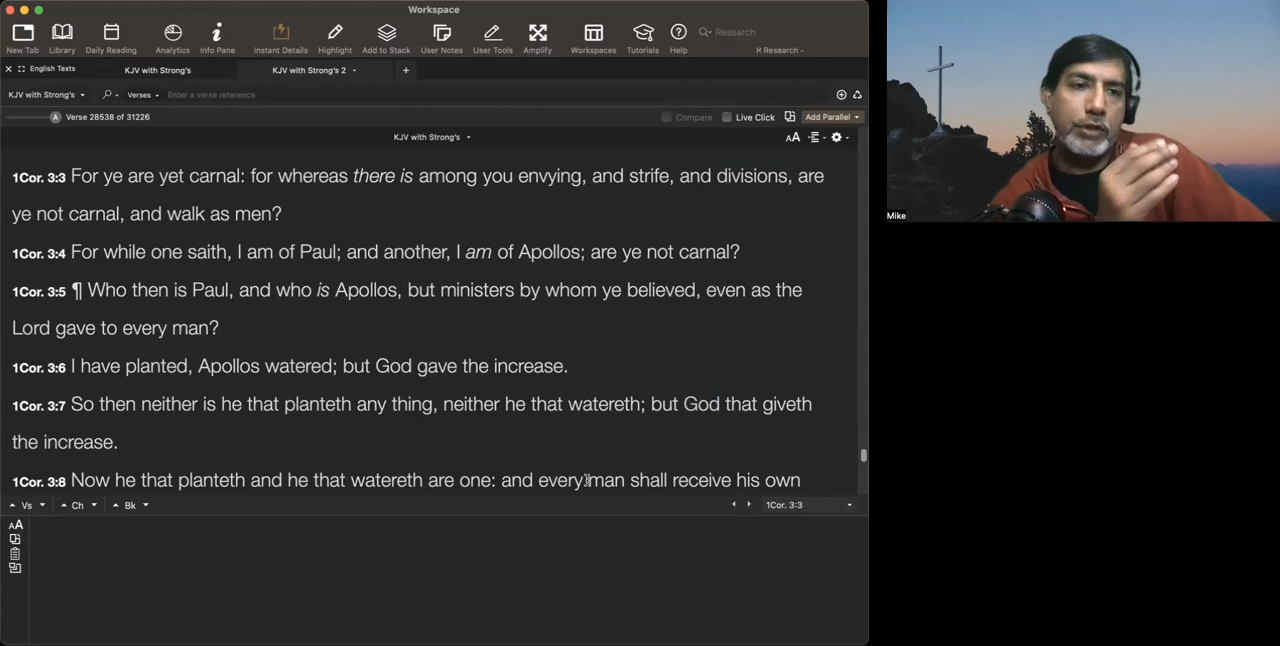 Workspace
New Tab Library Daily Reading Analytics Info Pane Instant Details Highlight Add to Stack User Notes User Tools Amplify Workspaces Tutorials Help Research Research
English Texts KJV with Strong's KJV with Strong's 2 +
KJV with Strong's Verses Enter a verse reference
A Verse 28538 of 31226 Compare Live Click Add Parallel
KJV with Strong's AA
1Cor. 3:3 For ye are yet carnal: for whereas there is among you envying, and strife, and divisions, are
ye not carnal, and walk as men?
1Cor. 3:4 For while one saith, I am of Paul; and another, I am of Apollos; are ye not carnal?
1Cor. 3:5 ¶ Who then is Paul, and who is Apollos, but ministers by whom ye believed, even as the
Lord gave to every man?
1Cor. 3:6 I have planted, Apollos watered; but God gave the increase.
1Cor. 3:7 So then neither is he that planteth any thing, neither he that watereth; but God that giveth
the increase.
1Cor. 3:8 Now he that planteth and he that watereth are one: and every man shall receive his own
Vs Ch Bk 1Cor. 3:3
AA
Mike